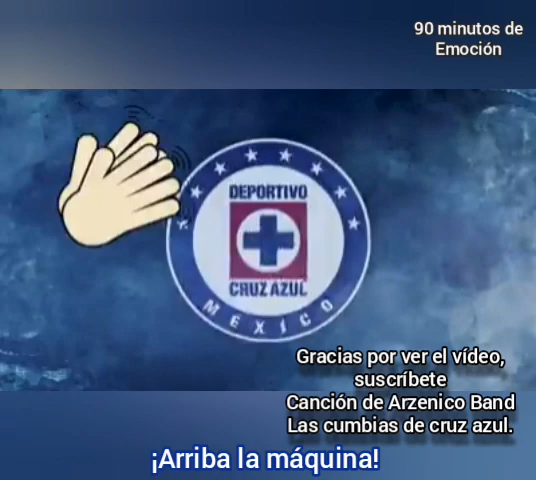 90 minutos de
Emoción
DEPORTIVO
CRUZ AZUL
MEXICO
Gracias por ver el vídeo,
suscríbete
Canción de Arzenico Band
Las cumbias de cruz azul.
¡Arriba la máquina!